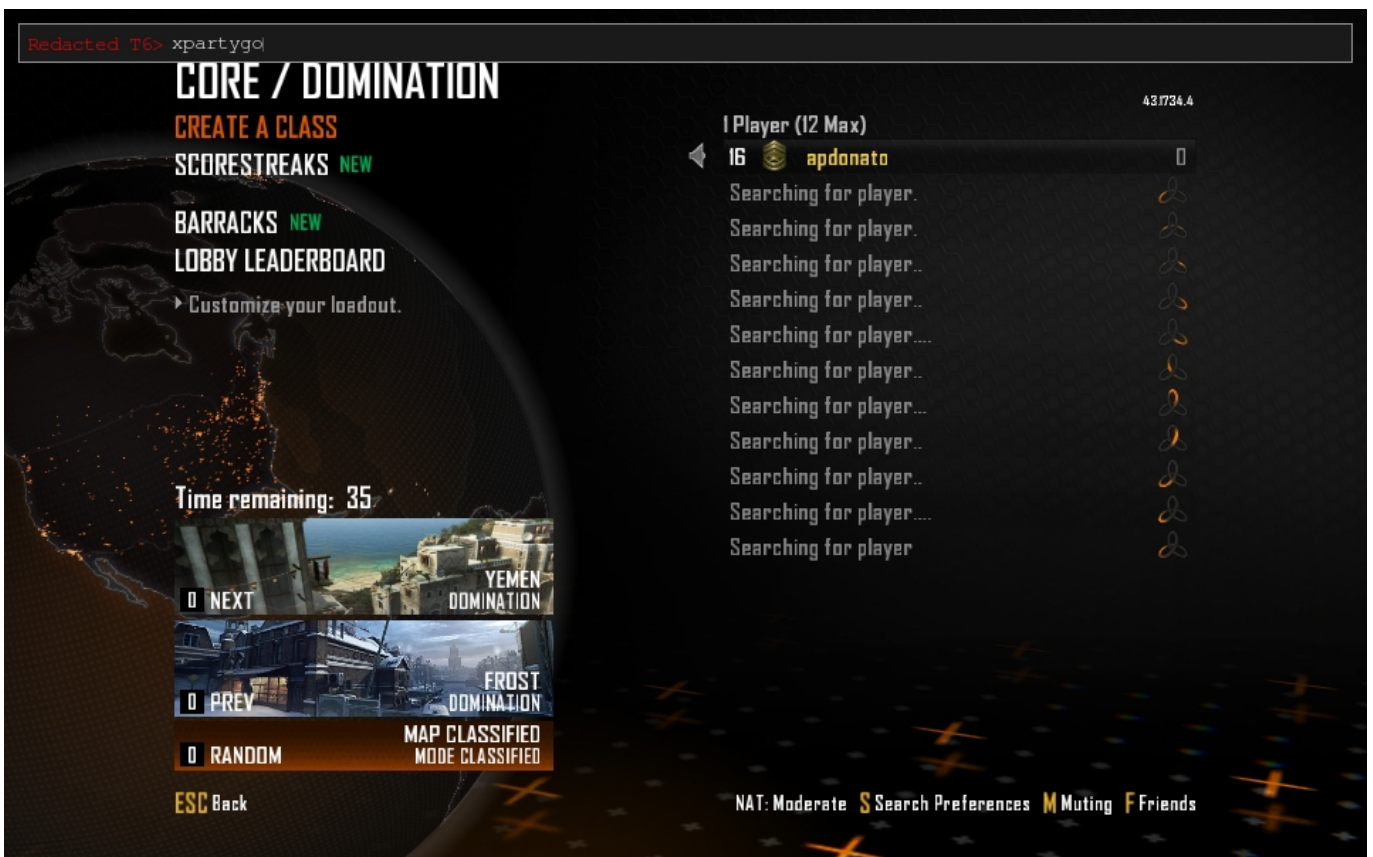 Redacted T6> xpartygo
CORE / DOMINATION
CREATE A CLASS
SCORESTREAKS NEW
BARRACKS NEW
LOBBY LEADERBOARD
Customize your loadout.
Time remaining: 35
YEMEN
0 NEXT DOMINATION
FROST
0 PREV DOMINATION
MAP CLASSIFIED
0 RANDOM MODE CLASSIFIED
ESC Back
43.1734.4
1 Player (12 Max)
16 apdonato 0
Searching for player.
Searching for player.
Searching for player..
Searching for player..
Searching for player....
Searching for player..
Searching for player...
Searching for player..
Searching for player..
Searching for player....
Searching for player
NAT: Moderate S Search Preferences M Muting F Friends